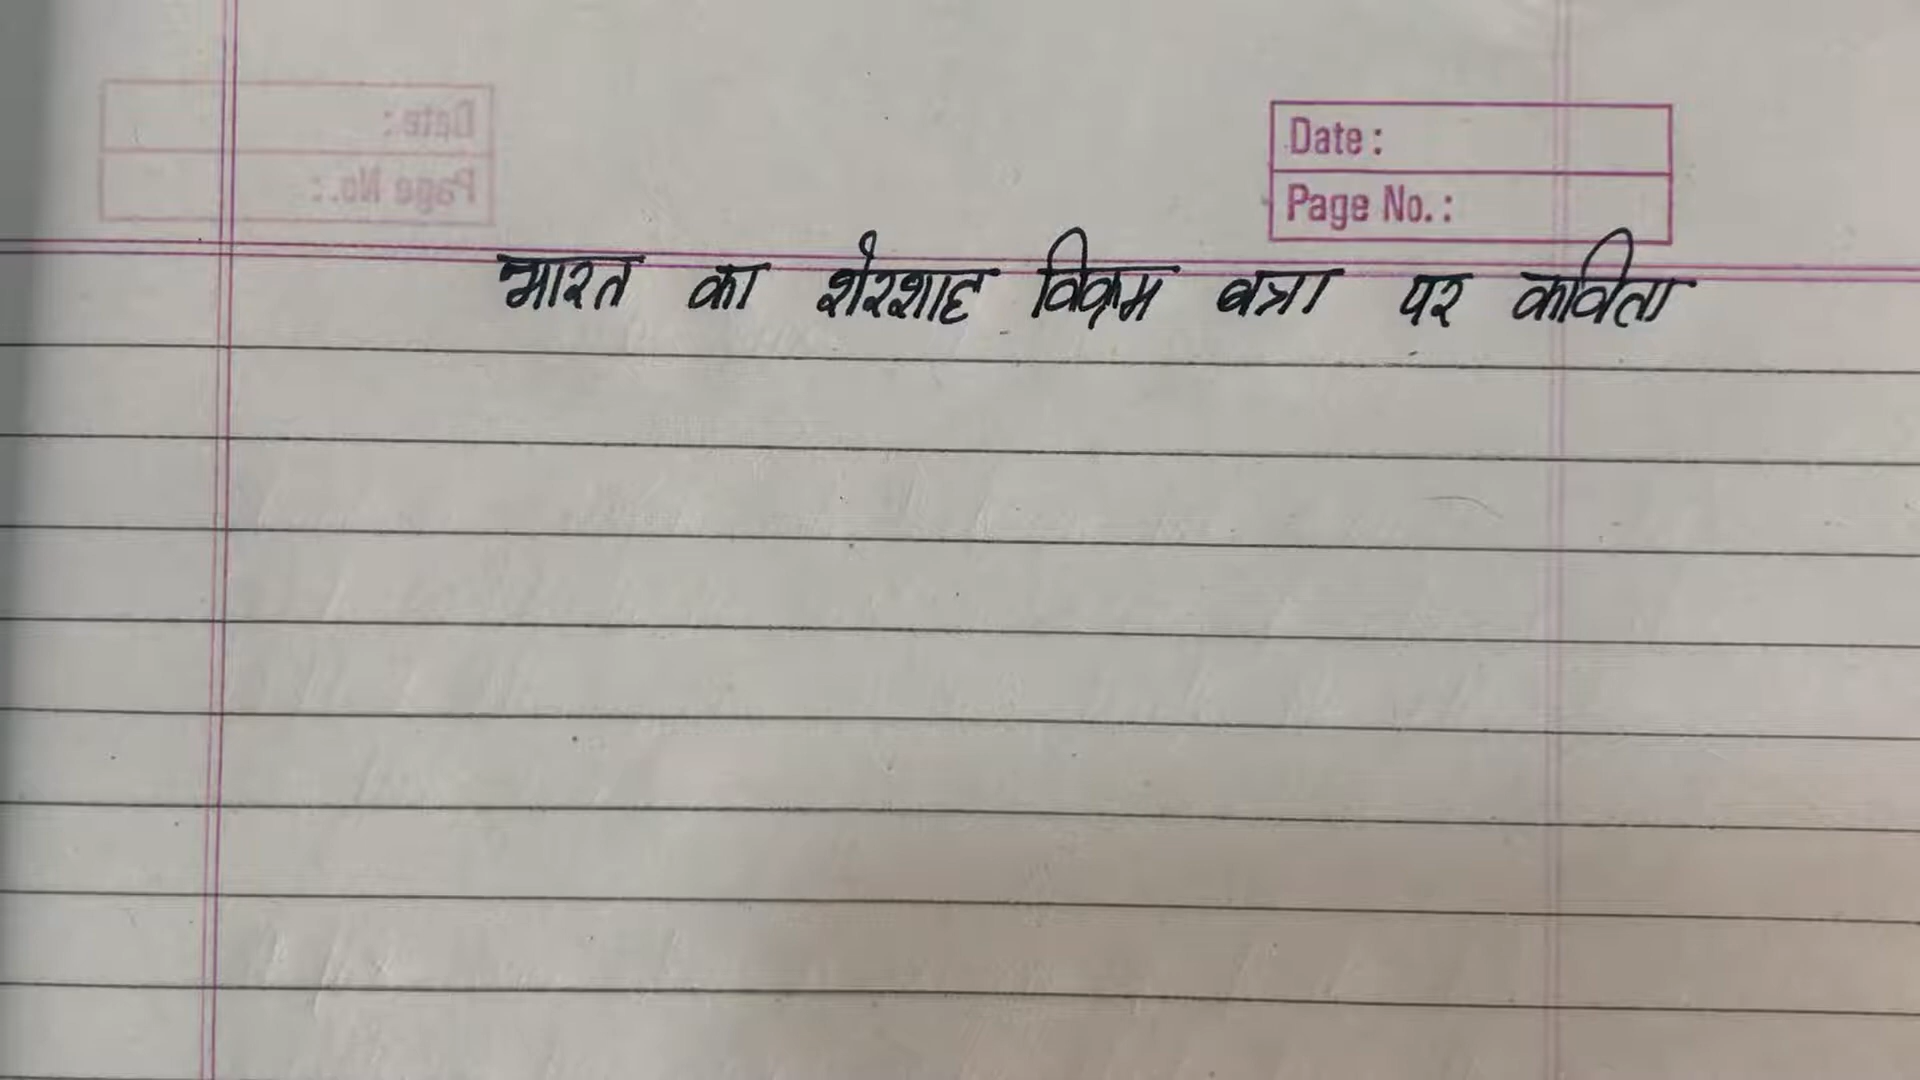 Date :
Page No. :
भारत का शेरशाह विक्रम बत्रा पर कविता